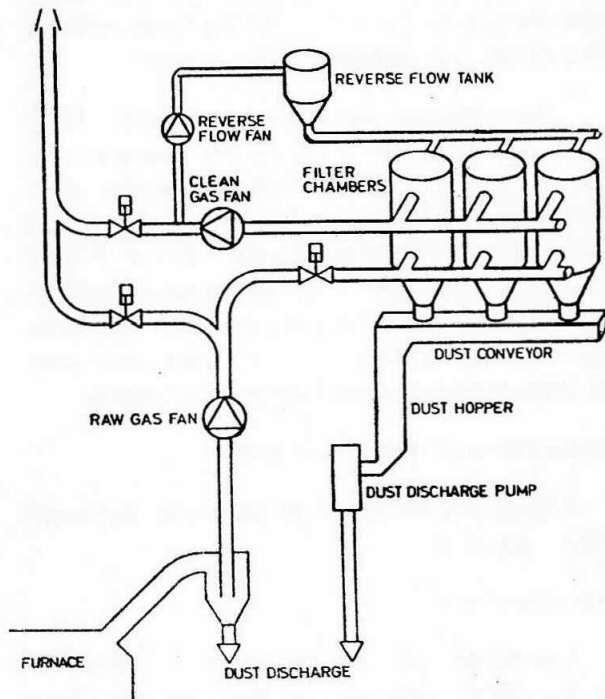 REVERSE FLOW TANK
REVERSE
FLOW FAN
CLEAN
GAS FAN
FILTER
CHAMBERS
DUST CONVEYOR
DUST HOPPER
RAW GAS FAN
DUST DISCHARGE PUMP
FURNACE
DUST DISCHARGE